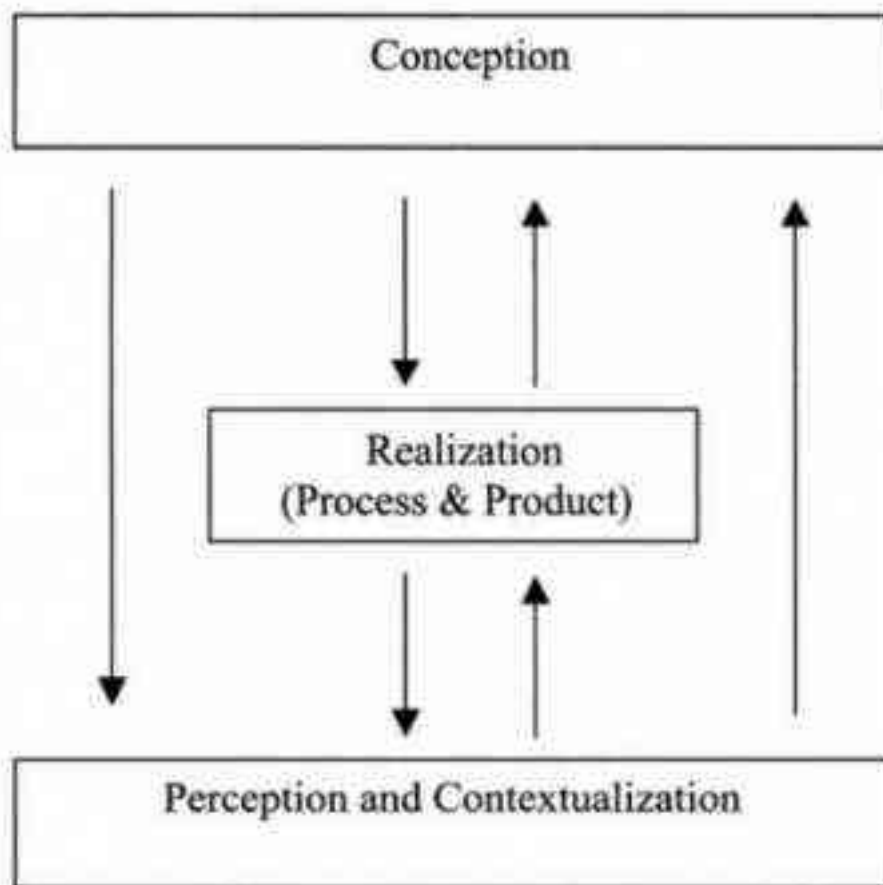 Conception
Realization
(Process & Product)
Perception and Contextualization